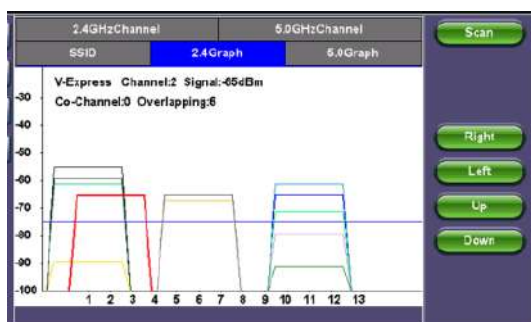 2.4GHzChannel 5.0GHzChannel Scan
SSID 2.4Graph 5.0Graph
V-Express Channel:2 Signal:-65dBm
Co-Channel:0 Overlapping:6
-30
-40
-50
-60
-70
-80
-90
-100
1 2 3 4 5 6 7 8 9 10 11 12 13
Right
Left
Up
Down